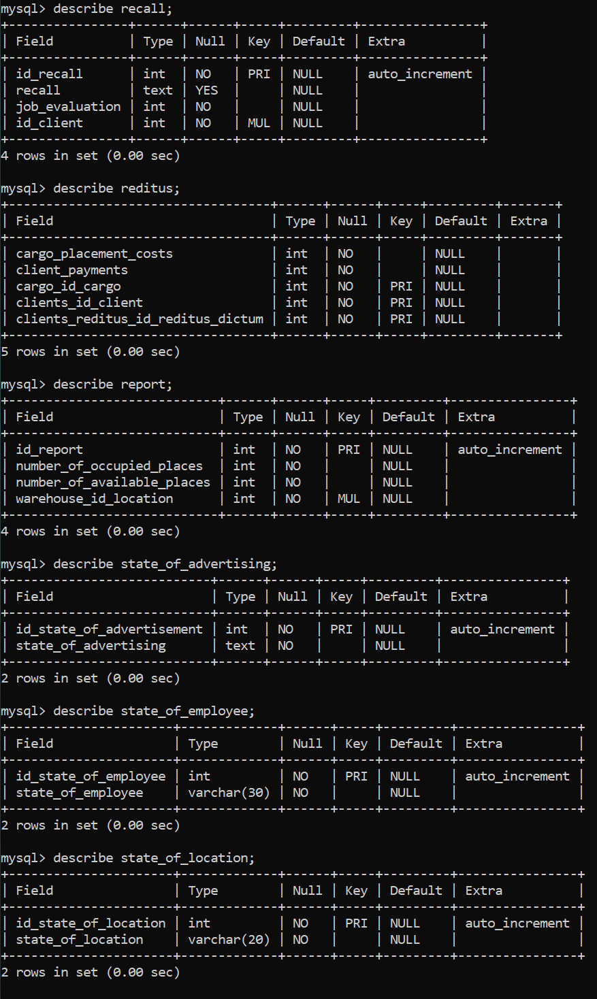 mysql> describe recall;
+----------------+------+------+-----+---------+----------------+
| Field          | Type | Null | Key | Default | Extra          |
+----------------+------+------+-----+---------+----------------+
| id_recall      | int  | NO   | PRI | NULL    | auto_increment |
| recall         | text | YES  |     | NULL    |                |
| job_evaluation | int  | NO   |     | NULL    |                |
| id_client      | int  | NO   | MUL | NULL    |                |
+----------------+------+------+-----+---------+----------------+
4 rows in set (0.00 sec)

mysql> describe reditus;
+-----------------------------------+------+------+-----+---------+-------+
| Field                             | Type | Null | Key | Default | Extra |
+-----------------------------------+------+------+-----+---------+-------+
| cargo_placement_costs             | int  | NO   |     | NULL    |       |
| client_payments                   | int  | NO   |     | NULL    |       |
| cargo_id_cargo                    | int  | NO   | PRI | NULL    |       |
| clients_id_client                 | int  | NO   | PRI | NULL    |       |
| clients_reditus_id_reditus_dictum | int  | NO   | PRI | NULL    |       |
+-----------------------------------+------+------+-----+---------+-------+
5 rows in set (0.00 sec)

mysql> describe report;
+----------------------------+------+------+-----+---------+----------------+
| Field                      | Type | Null | Key | Default | Extra          |
+----------------------------+------+------+-----+---------+----------------+
| id_report                  | int  | NO   | PRI | NULL    | auto_increment |
| number_of_occupied_places  | int  | NO   |     | NULL    |                |
| number_of_available_places | int  | NO   |     | NULL    |                |
| warehouse_id_location      | int  | NO   | MUL | NULL    |                |
+----------------------------+------+------+-----+---------+----------------+
4 rows in set (0.00 sec)

mysql> describe state_of_advertising;
+---------------------------+------+------+-----+---------+----------------+
| Field                     | Type | Null | Key | Default | Extra          |
+---------------------------+------+------+-----+---------+----------------+
| id_state_of_advertisement | int  | NO   | PRI | NULL    | auto_increment |
| state_of_advertising      | text | NO   |     | NULL    |                |
+---------------------------+------+------+-----+---------+----------------+
2 rows in set (0.00 sec)

mysql> describe state_of_employee;
+----------------------+-------------+------+-----+---------+----------------+
| Field                | Type        | Null | Key | Default | Extra          |
+----------------------+-------------+------+-----+---------+----------------+
| id_state_of_employee | int         | NO   | PRI | NULL    | auto_increment |
| state_of_employee    | varchar(30) | NO   |     | NULL    |                |
+----------------------+-------------+------+-----+---------+----------------+
2 rows in set (0.00 sec)

mysql> describe state_of_location;
+----------------------+-------------+------+-----+---------+----------------+
| Field                | Type        | Null | Key | Default | Extra          |
+----------------------+-------------+------+-----+---------+----------------+
| id_state_of_location | int         | NO   | PRI | NULL    | auto_increment |
| state_of_location    | varchar(20) | NO   |     | NULL    |                |
+----------------------+-------------+------+-----+---------+----------------+
2 rows in set (0.00 sec)